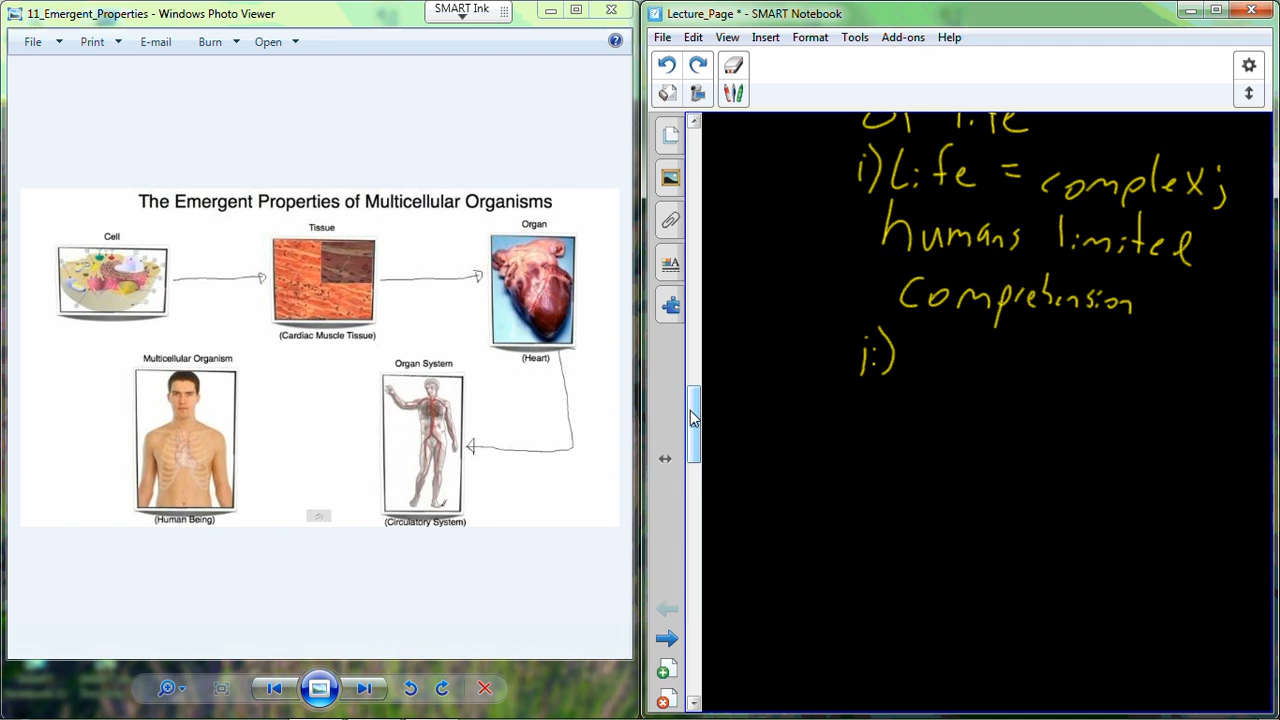 11_Emergent_Properties - Windows Photo Viewer
SMART Ink
File Print E-mail Burn Open
The Emergent Properties of Multicellular Organisms
Cell
Tissue
Organ
(Cardiac Muscle Tissue)
(Heart)
Multicellular Organism
Organ System
(Human Being)
(Circulatory System)
Lecture_Page * - SMART Notebook
File Edit View Insert Format Tools Add-ons Help
of life
i) Life = complex;
humans limited
comprehension
ii)